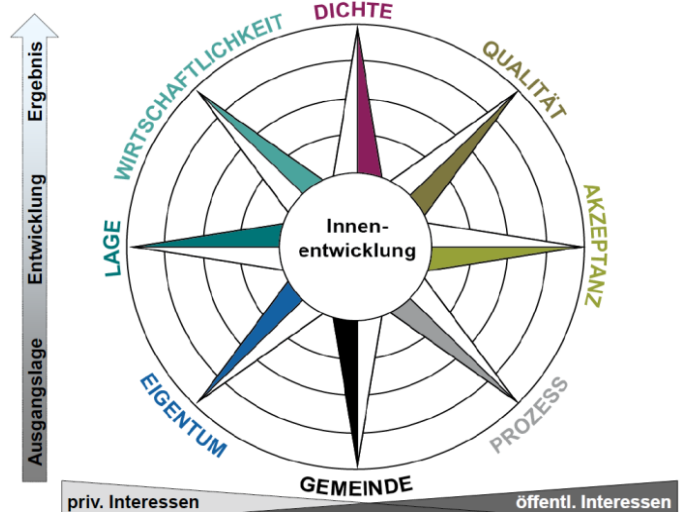 DICHTE
WIRTSCHAFTLICHKEIT
QUALITÄT
Ergebnis
Entwicklung
Ausgangslage
LAGE
Innen-
entwicklung
AKZEPTANZ
EIGENTUM
PROZESS
GEMEINDE
priv. Interessen
öffentl. Interessen